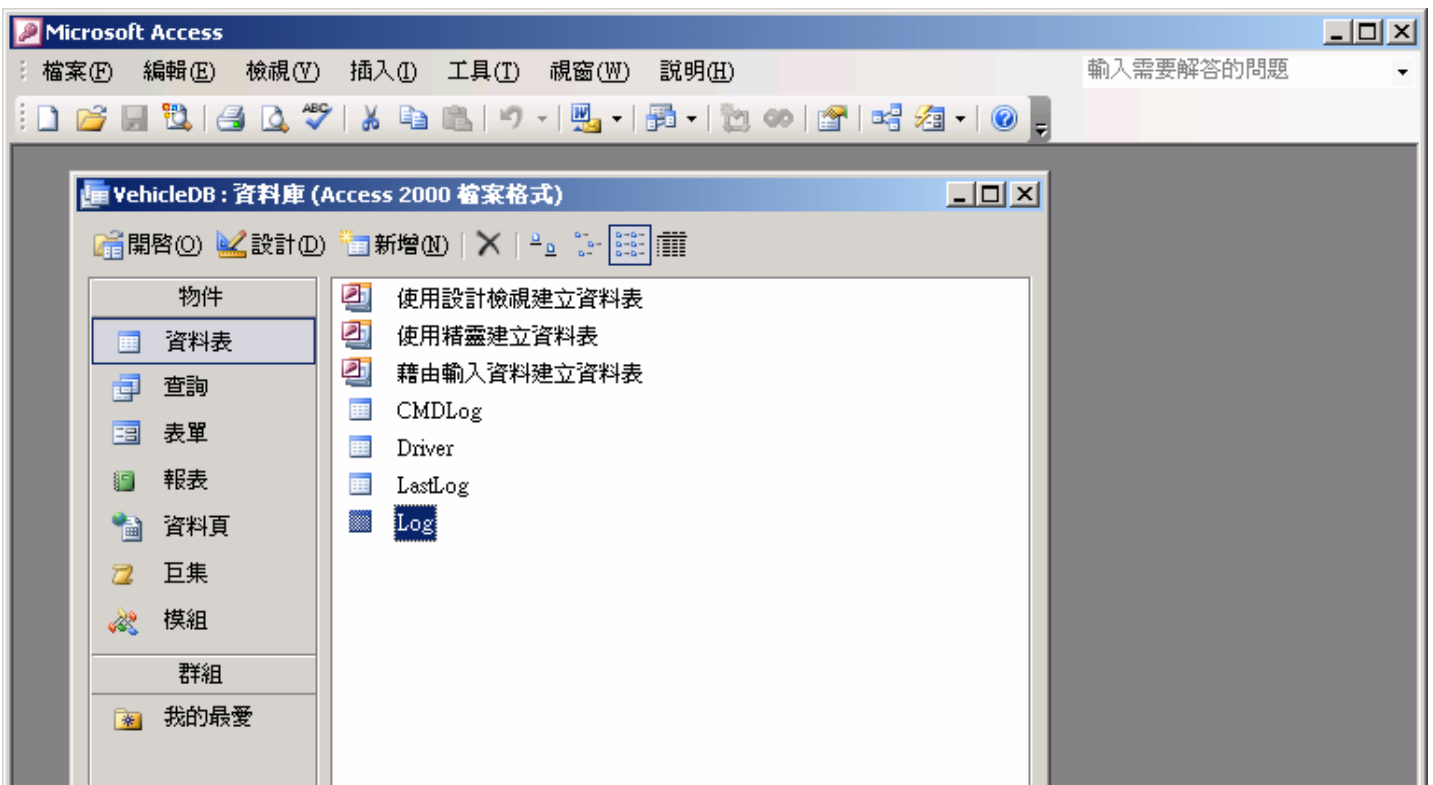 Microsoft Access
檔案(F) 編輯(E) 檢視(V) 插入(I) 工具(T) 視窗(W) 說明(H) 輸入需要解答的問題
ABC
W
VehicleDB : 資料庫 (Access 2000 檔案格式)
開啓(O) 設計(D) 新增(N)
物件
資料表
查詢
表單
報表
資料頁
巨集
模組
群組
我的最愛
使用設計檢視建立資料表
使用精靈建立資料表
藉由輸入資料建立資料表
CMDLog
Driver
LastLog
Log